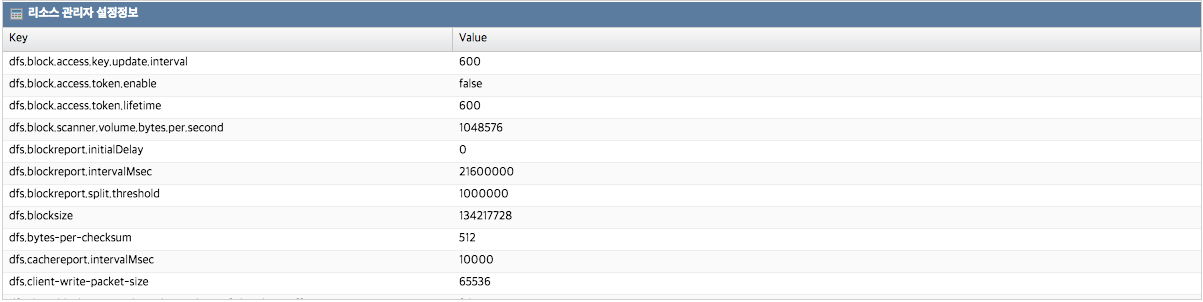 리소스 관리자 설정정보
Key Value
dfs.block.access.key.update.interval 600
dfs.block.access.token.enable false
dfs.block.access.token.lifetime 600
dfs.block.scanner.volume.bytes.per.second 1048576
dfs.blockreport.initialDelay 0
dfs.blockreport.intervalMsec 21600000
dfs.blockreport.split.threshold 1000000
dfs.blocksize 134217728
dfs.bytes-per-checksum 512
dfs.cachereport.intervalMsec 10000
dfs.client-write-packet-size 65536